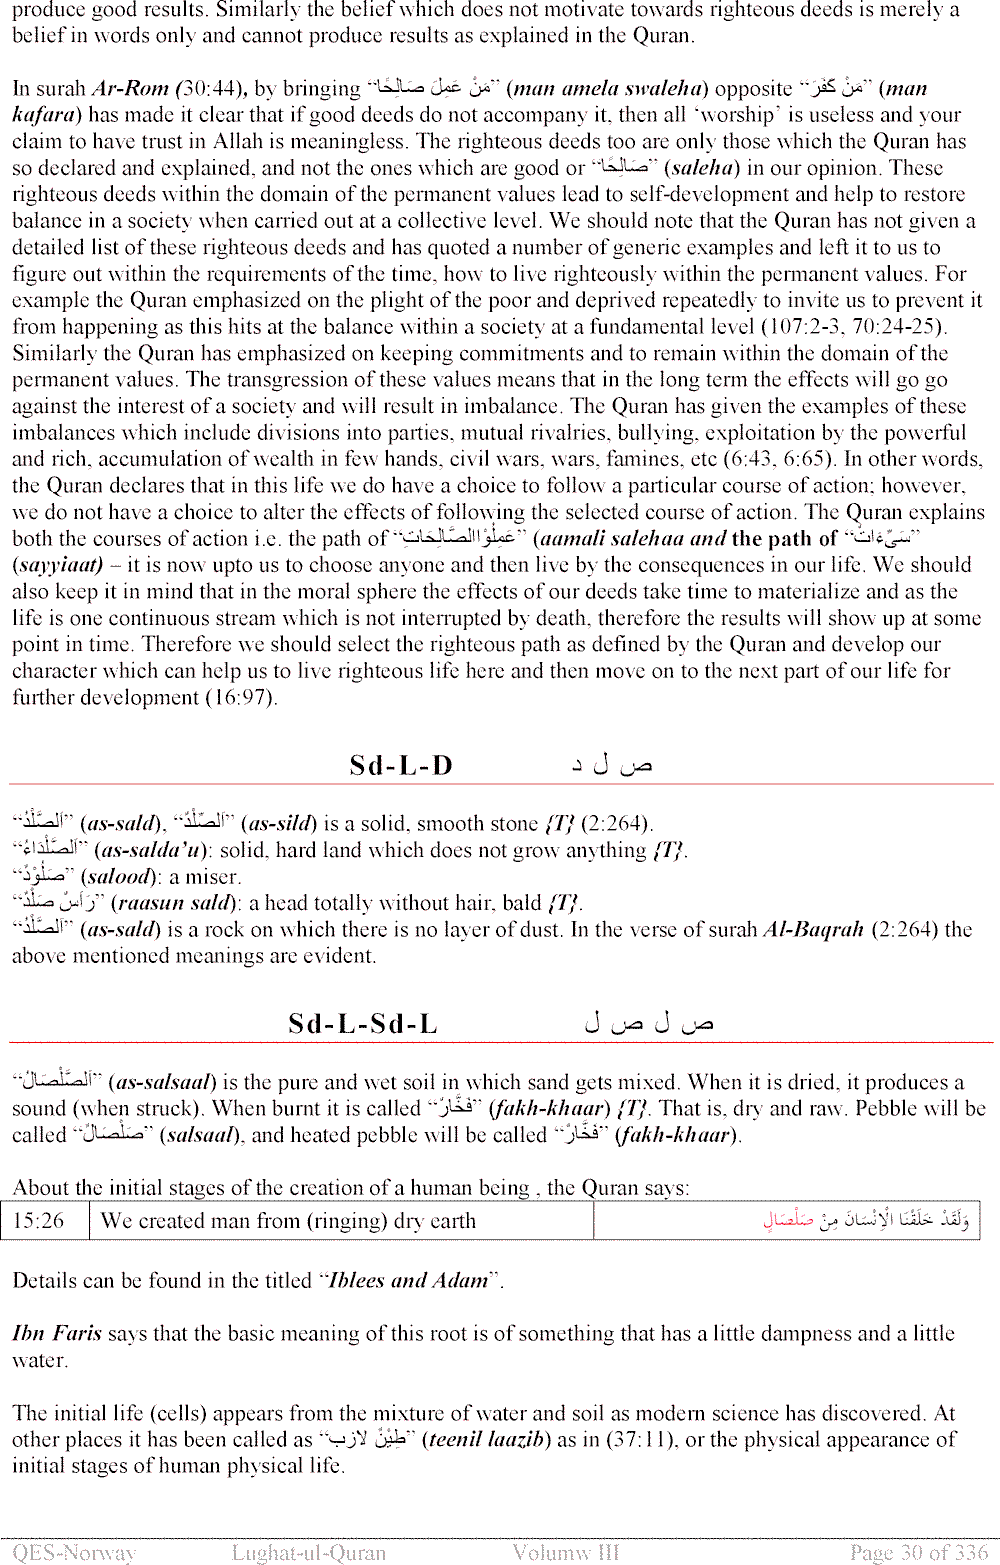 produce good results. Similarly the belief which does not motivate towards righteous deeds is merely a
belief in words only and cannot produce results as explained in the Quran.
In surah Ar-Rom (30:44), by bringing “مَنْ عَمِلَ صَالِحًا” (man amela swaleha) opposite “مَنْ كَفَرَ” (man
kafara) has made it clear that if good deeds do not accompany it, then all ‘worship’ is useless and your
claim to have trust in Allah is meaningless. The righteous deeds too are only those which the Quran has
so declared and explained, and not the ones which are good or “صَالِحًا” (saleha) in our opinion. These
righteous deeds within the domain of the permanent values lead to self-development and help to restore
balance in a society when carried out at a collective level. We should note that the Quran has not given a
detailed list of these righteous deeds and has quoted a number of generic examples and left it to us to
figure out within the requirements of the time, how to live righteously within the permanent values. For
example the Quran emphasized on the plight of the poor and deprived repeatedly to invite us to prevent it
from happening as this hits at the balance within a society at a fundamental level (107:2-3, 70:24-25).
Similarly the Quran has emphasized on keeping commitments and to remain within the domain of the
permanent values. The transgression of these values means that in the long term the effects will go go
against the interest of a society and will result in imbalance. The Quran has given the examples of these
imbalances which include divisions into parties, mutual rivalries, bullying, exploitation by the powerful
and rich, accumulation of wealth in few hands, civil wars, wars, famines, etc (6:43, 6:65). In other words,
the Quran declares that in this life we do have a choice to follow a particular course of action; however,
we do not have a choice to alter the effects of following the selected course of action. The Quran explains
both the courses of action i.e. the path of “عَمِلُوْاالصَّالِحَاتِ” (aamali salehaa and the path of “سَيِّءَاتٌ”
(sayyiaat) – it is now upto us to choose anyone and then live by the consequences in our life. We should
also keep it in mind that in the moral sphere the effects of our deeds take time to materialize and as the
life is one continuous stream which is not interrupted by death, therefore the results will show up at some
point in time. Therefore we should select the righteous path as defined by the Quran and develop our
character which can help us to live righteous life here and then move on to the next part of our life for
further development (16:97).
Sd-L-D ص ل د
“اَلصَّلْدُ” (as-sald), “اَلصِّلْدُ” (as-sild) is a solid, smooth stone {T} (2:264).
“اَلصَّلْدَاءُ” (as-salda’u): solid, hard land which does not grow anything {T}.
“صَلُوْدٌ” (salood): a miser.
“رَأسٌ صَلْدٌ” (raasun sald): a head totally without hair, bald {T}.
“اَلصَّلْدُ” (as-sald) is a rock on which there is no layer of dust. In the verse of surah Al-Baqrah (2:264) the
above mentioned meanings are evident.
Sd-L-Sd-L ص ل ص ل
“اَلصَّلْصَالُ” (as-salsaal) is the pure and wet soil in which sand gets mixed. When it is dried, it produces a
sound (when struck). When burnt it is called “فَخَّارٌ” (fakh-khaar) {T}. That is, dry and raw. Pebble will be
called “صَلْصَالٌ” (salsaal), and heated pebble will be called “فَخَّارٌ” (fakh-khaar).
About the initial stages of the creation of a human being , the Quran says:
15:26 We created man from (ringing) dry earth وَلَقَدْ خَلَقْنَا الْاِنْسَانَ مِنْ صَلْصَالٍ
Details can be found in the titled “Iblees and Adam”.
Ibn Faris says that the basic meaning of this root is of something that has a little dampness and a little
water.
The initial life (cells) appears from the mixture of water and soil as modern science has discovered. At
other places it has been called as “طِيْنٌ لازب” (teenil laazib) as in (37:11), or the physical appearance of
initial stages of human physical life.
QES-Norway Lughat-ul-Quran Volumw III Page 30 of 336